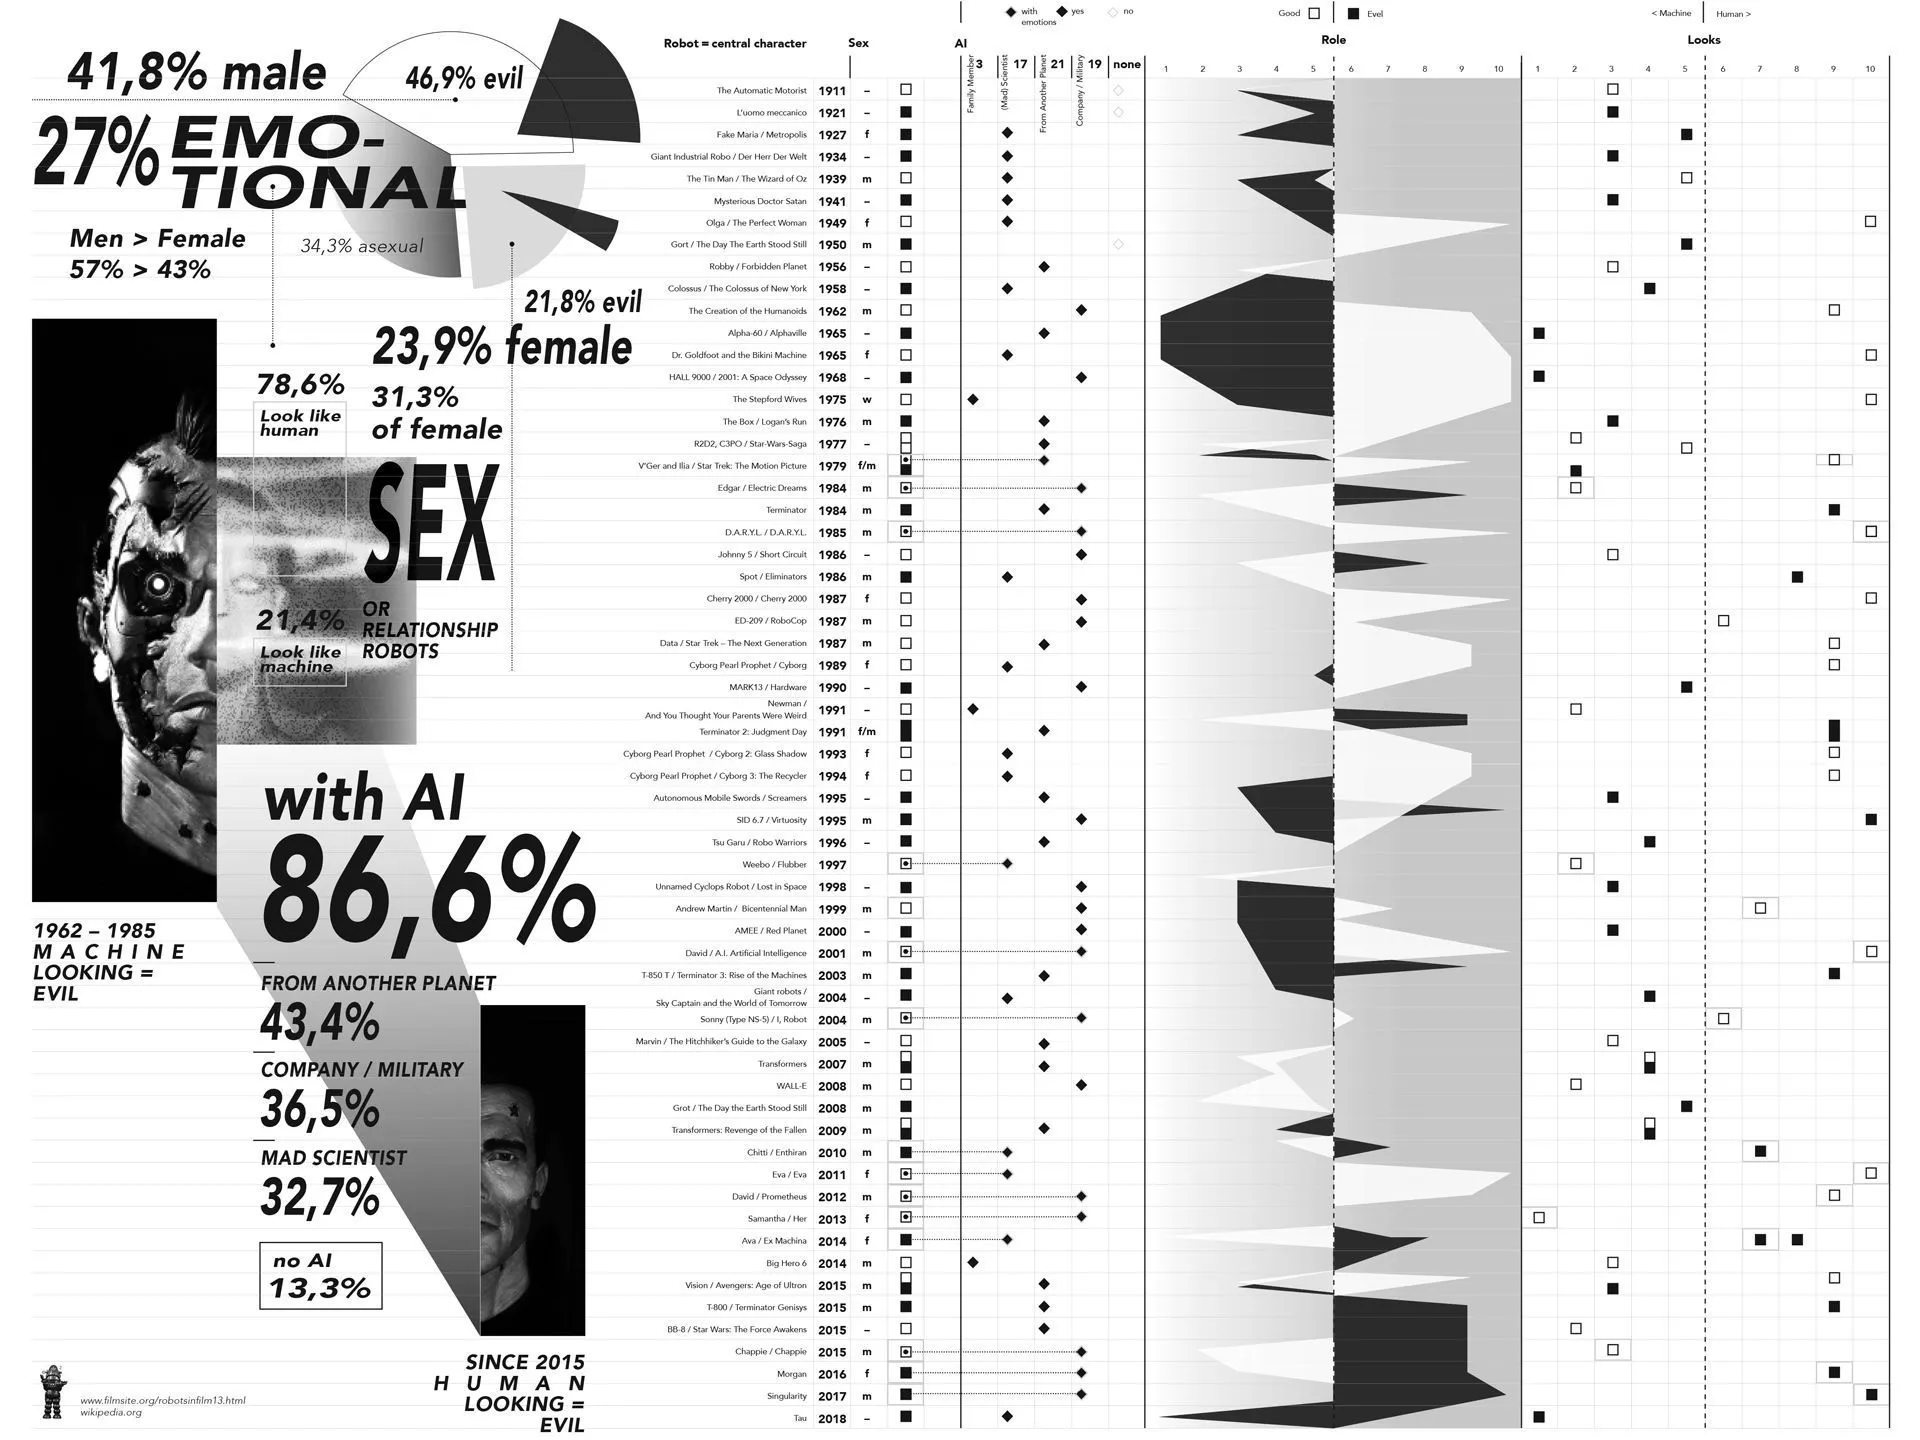 41,8% male
46,9% evil
27% EMO-
TIONAL
Men > Female
57% > 43%
34,3% asexual
21,8% evil
23,9% female
78,6%
Look like
human
31,3%
of female
SEX
OR
RELATIONSHIP
ROBOTS
21,4%
Look like
machine
with AI
86,6%
1962 – 1985
MACHINE
LOOKING =
EVIL
FROM ANOTHER PLANET
43,4%
COMPANY / MILITARY
36,5%
MAD SCIENTIST
32,7%
no AI
13,3%
SINCE 2015
HUMAN
LOOKING =
EVIL
www.filmsite.org/robotsinfilm13.html
wikipedia.org
with
emotions
yes
no
Good
Evel
< Machine
Human >
Robot = central character
Sex
AI
Role
Looks
Family Member
3
(Mad) Scientist
17
From Another Planet
21
Company / Military
19
none
1 2 3 4 5 6 7 8 9 10
1 2 3 4 5 6 7 8 9 10
The Automatic Motorist 1911 –
L'uomo meccanico 1921 –
Fake Maria / Metropolis 1927 f
Giant Industrial Robo / Der Herr Der Welt 1934 –
The Tin Man / The Wizard of Oz 1939 m
Mysterious Doctor Satan 1941 –
Olga / The Perfect Woman 1949 f
Gort / The Day The Earth Stood Still 1950 m
Robby / Forbidden Planet 1956 –
Colossus / The Colossus of New York 1958 –
The Creation of the Humanoids 1962 m
Alpha-60 / Alphaville 1965 –
Dr. Goldfoot and the Bikini Machine 1965 f
HALL 9000 / 2001: A Space Odyssey 1968 –
The Stepford Wives 1975 w
The Box / Logan's Run 1976 m
R2D2, C3PO / Star-Wars-Saga 1977 –
V'Ger and Ilia / Star Trek: The Motion Picture 1979 f/m
Edgar / Electric Dreams 1984 m
Terminator 1984 m
D.A.R.Y.L. / D.A.R.Y.L. 1985 m
Johnny 5 / Short Circuit 1986 –
Spot / Eliminators 1986 m
Cherry 2000 / Cherry 2000 1987 f
ED-209 / RoboCop 1987 m
Data / Star Trek – The Next Generation 1987 m
Cyborg Pearl Prophet / Cyborg 1989 f
MARK13 / Hardware 1990 –
Newman /
And You Thought Your Parents Were Weird 1991 –
Terminator 2: Judgment Day 1991 f/m
Cyborg Pearl Prophet / Cyborg 2: Glass Shadow 1993 f
Cyborg Pearl Prophet / Cyborg 3: The Recycler 1994 f
Autonomous Mobile Swords / Screamers 1995 –
SID 6.7 / Virtuosity 1995 m
Tsu Garu / Robo Warriors 1996 –
Weebo / Flubber 1997
Unnamed Cyclops Robot / Lost in Space 1998 –
Andrew Martin / Bicentennial Man 1999 m
AMEE / Red Planet 2000 –
David / A.I. Artificial Intelligence 2001 m
T-850 T / Terminator 3: Rise of the Machines 2003 m
Giant robots /
Sky Captain and the World of Tomorrow 2004 –
Sonny (Type NS-5) / I, Robot 2004 m
Marvin / The Hitchhiker's Guide to the Galaxy 2005 –
Transformers 2007 m
WALL-E 2008 m
Grot / The Day the Earth Stood Still 2008 m
Transformers: Revenge of the Fallen 2009 m
Chitti / Enthiran 2010 m
Eva / Eva 2011 f
David / Prometheus 2012 m
Samantha / Her 2013 f
Ava / Ex Machina 2014 f
Big Hero 6 2014 m
Vision / Avengers: Age of Ultron 2015 m
T-800 / Terminator Genisys 2015 m
BB-8 / Star Wars: The Force Awakens 2015 –
Chappie / Chappie 2015 m
Morgan 2016 f
Singularity 2017 m
Tau 2018 –